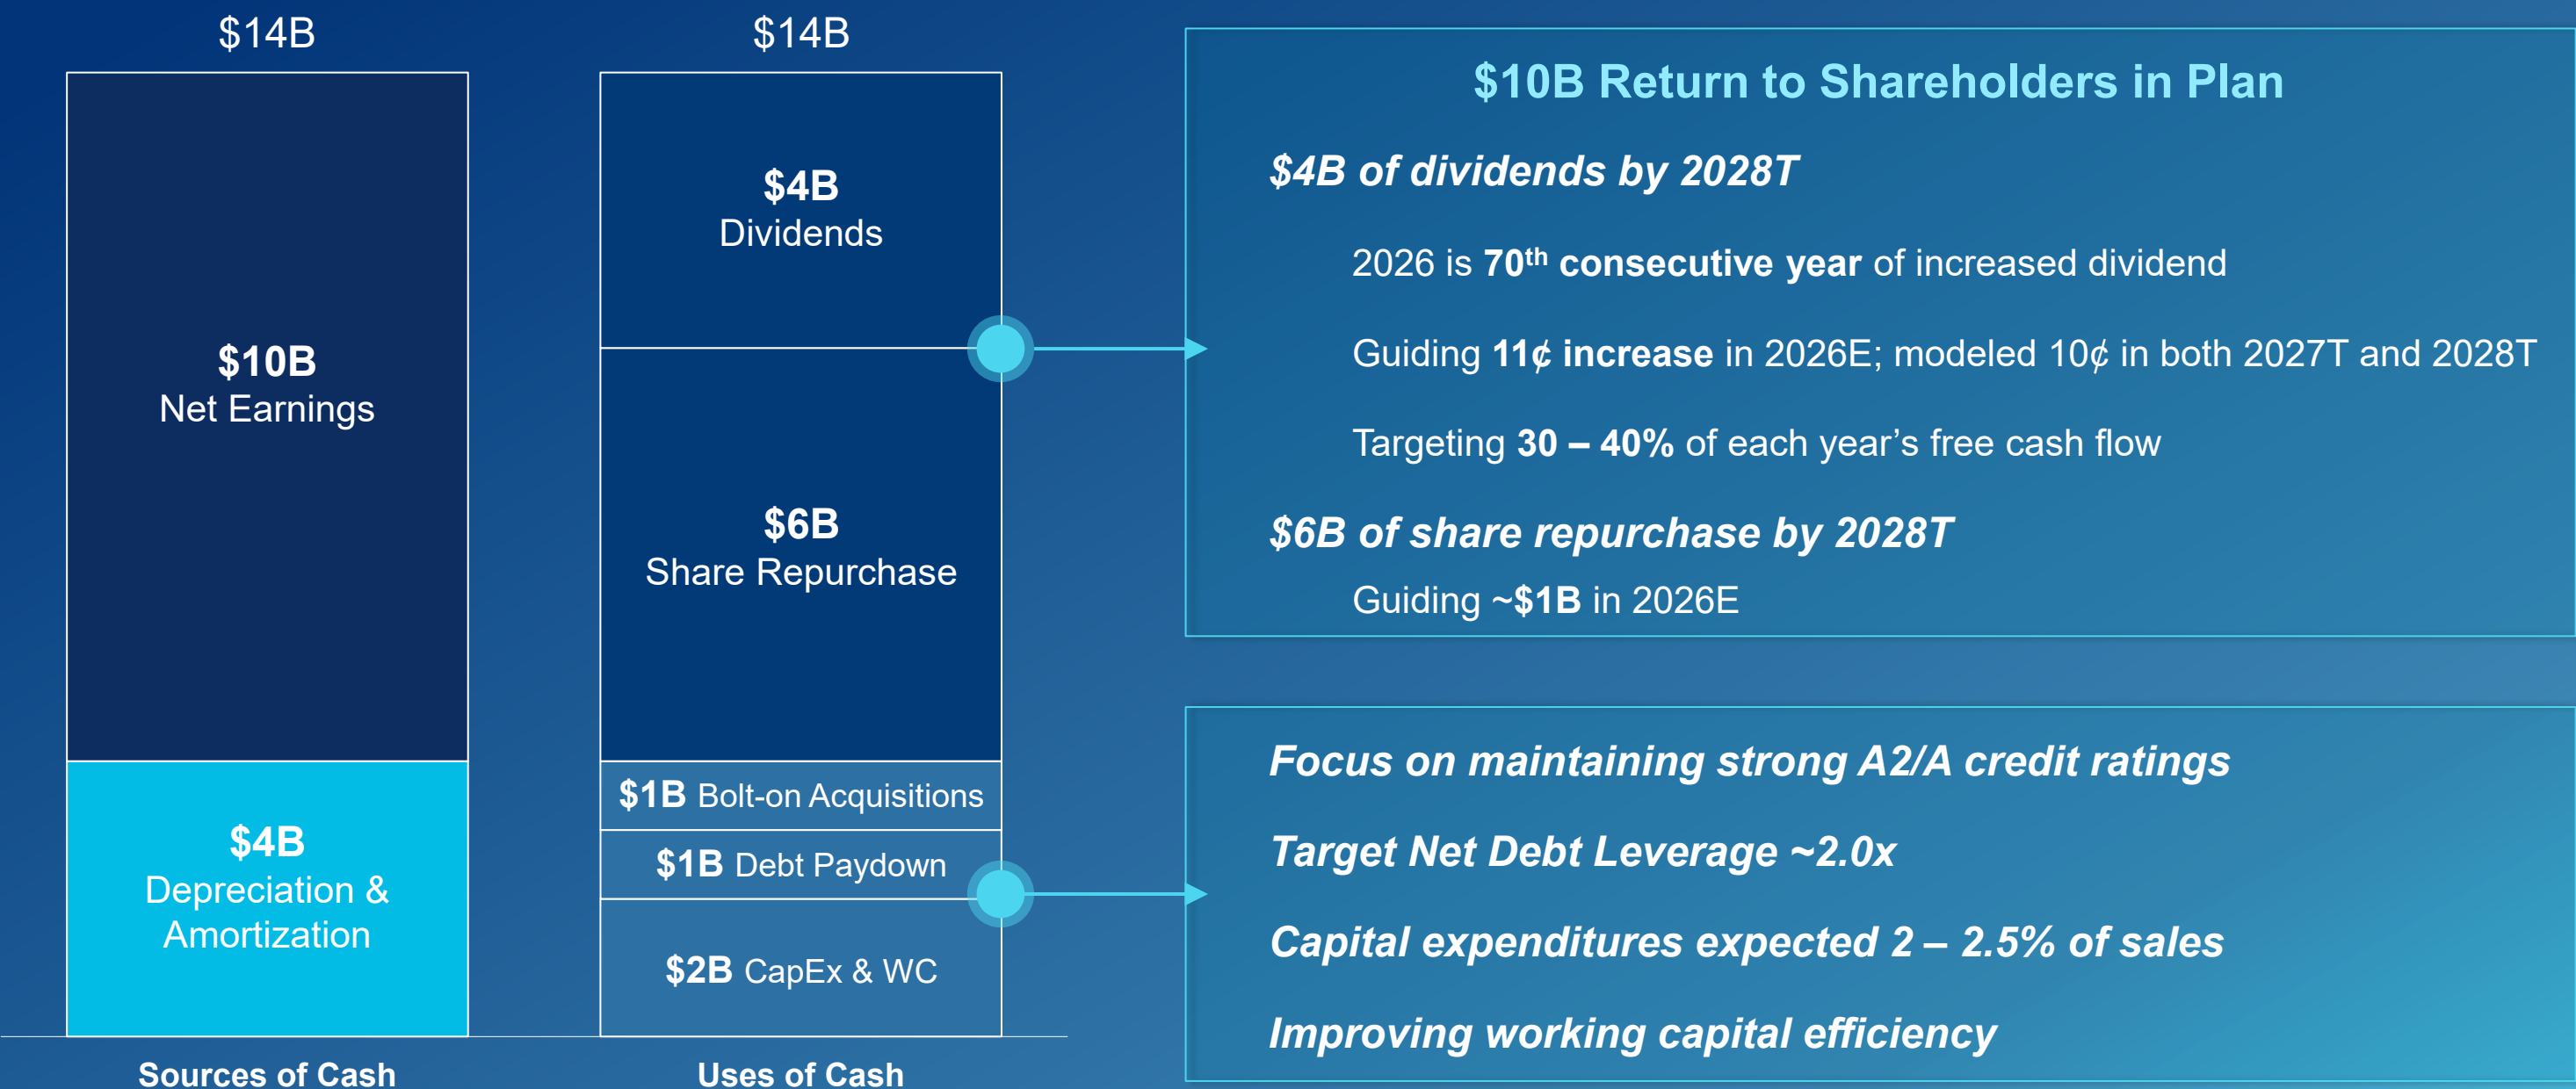 $14B
$10B
Net Earnings
$4B
Depreciation &
Amortization
Sources of Cash
$14B
$4B
Dividends
$6B
Share Repurchase
$1B Bolt-on Acquisitions
$1B Debt Paydown
$2B CapEx & WC
Uses of Cash
$10B Return to Shareholders in Plan
$4B of dividends by 2028T
2026 is 70th consecutive year of increased dividend
Guiding 11¢ increase in 2026E; modeled 10¢ in both 2027T and 2028T
Targeting 30 – 40% of each year’s free cash flow
$6B of share repurchase by 2028T
Guiding ~$1B in 2026E
Focus on maintaining strong A2/A credit ratings
Target Net Debt Leverage ~2.0x
Capital expenditures expected 2 – 2.5% of sales
Improving working capital efficiency